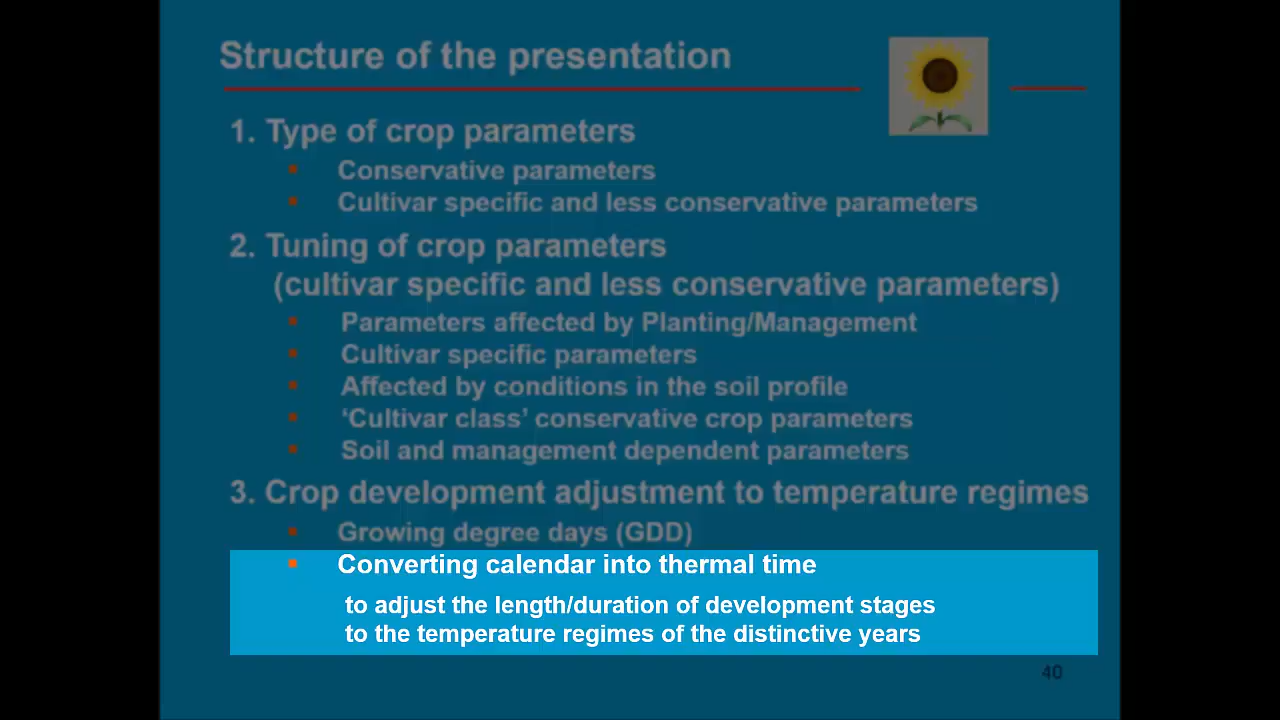 Structure of the presentation
1. Type of crop parameters
Conservative parameters
Cultivar specific and less conservative parameters
2. Tuning of crop parameters
(cultivar specific and less conservative parameters)
Parameters affected by Planting/Management
Cultivar specific parameters
Affected by conditions in the soil profile
‘Cultivar class’ conservative crop parameters
Soil and management dependent parameters
3. Crop development adjustment to temperature regimes
Growing degree days (GDD)
Converting calendar into thermal time
to adjust the length/duration of development stages
to the temperature regimes of the distinctive years
40